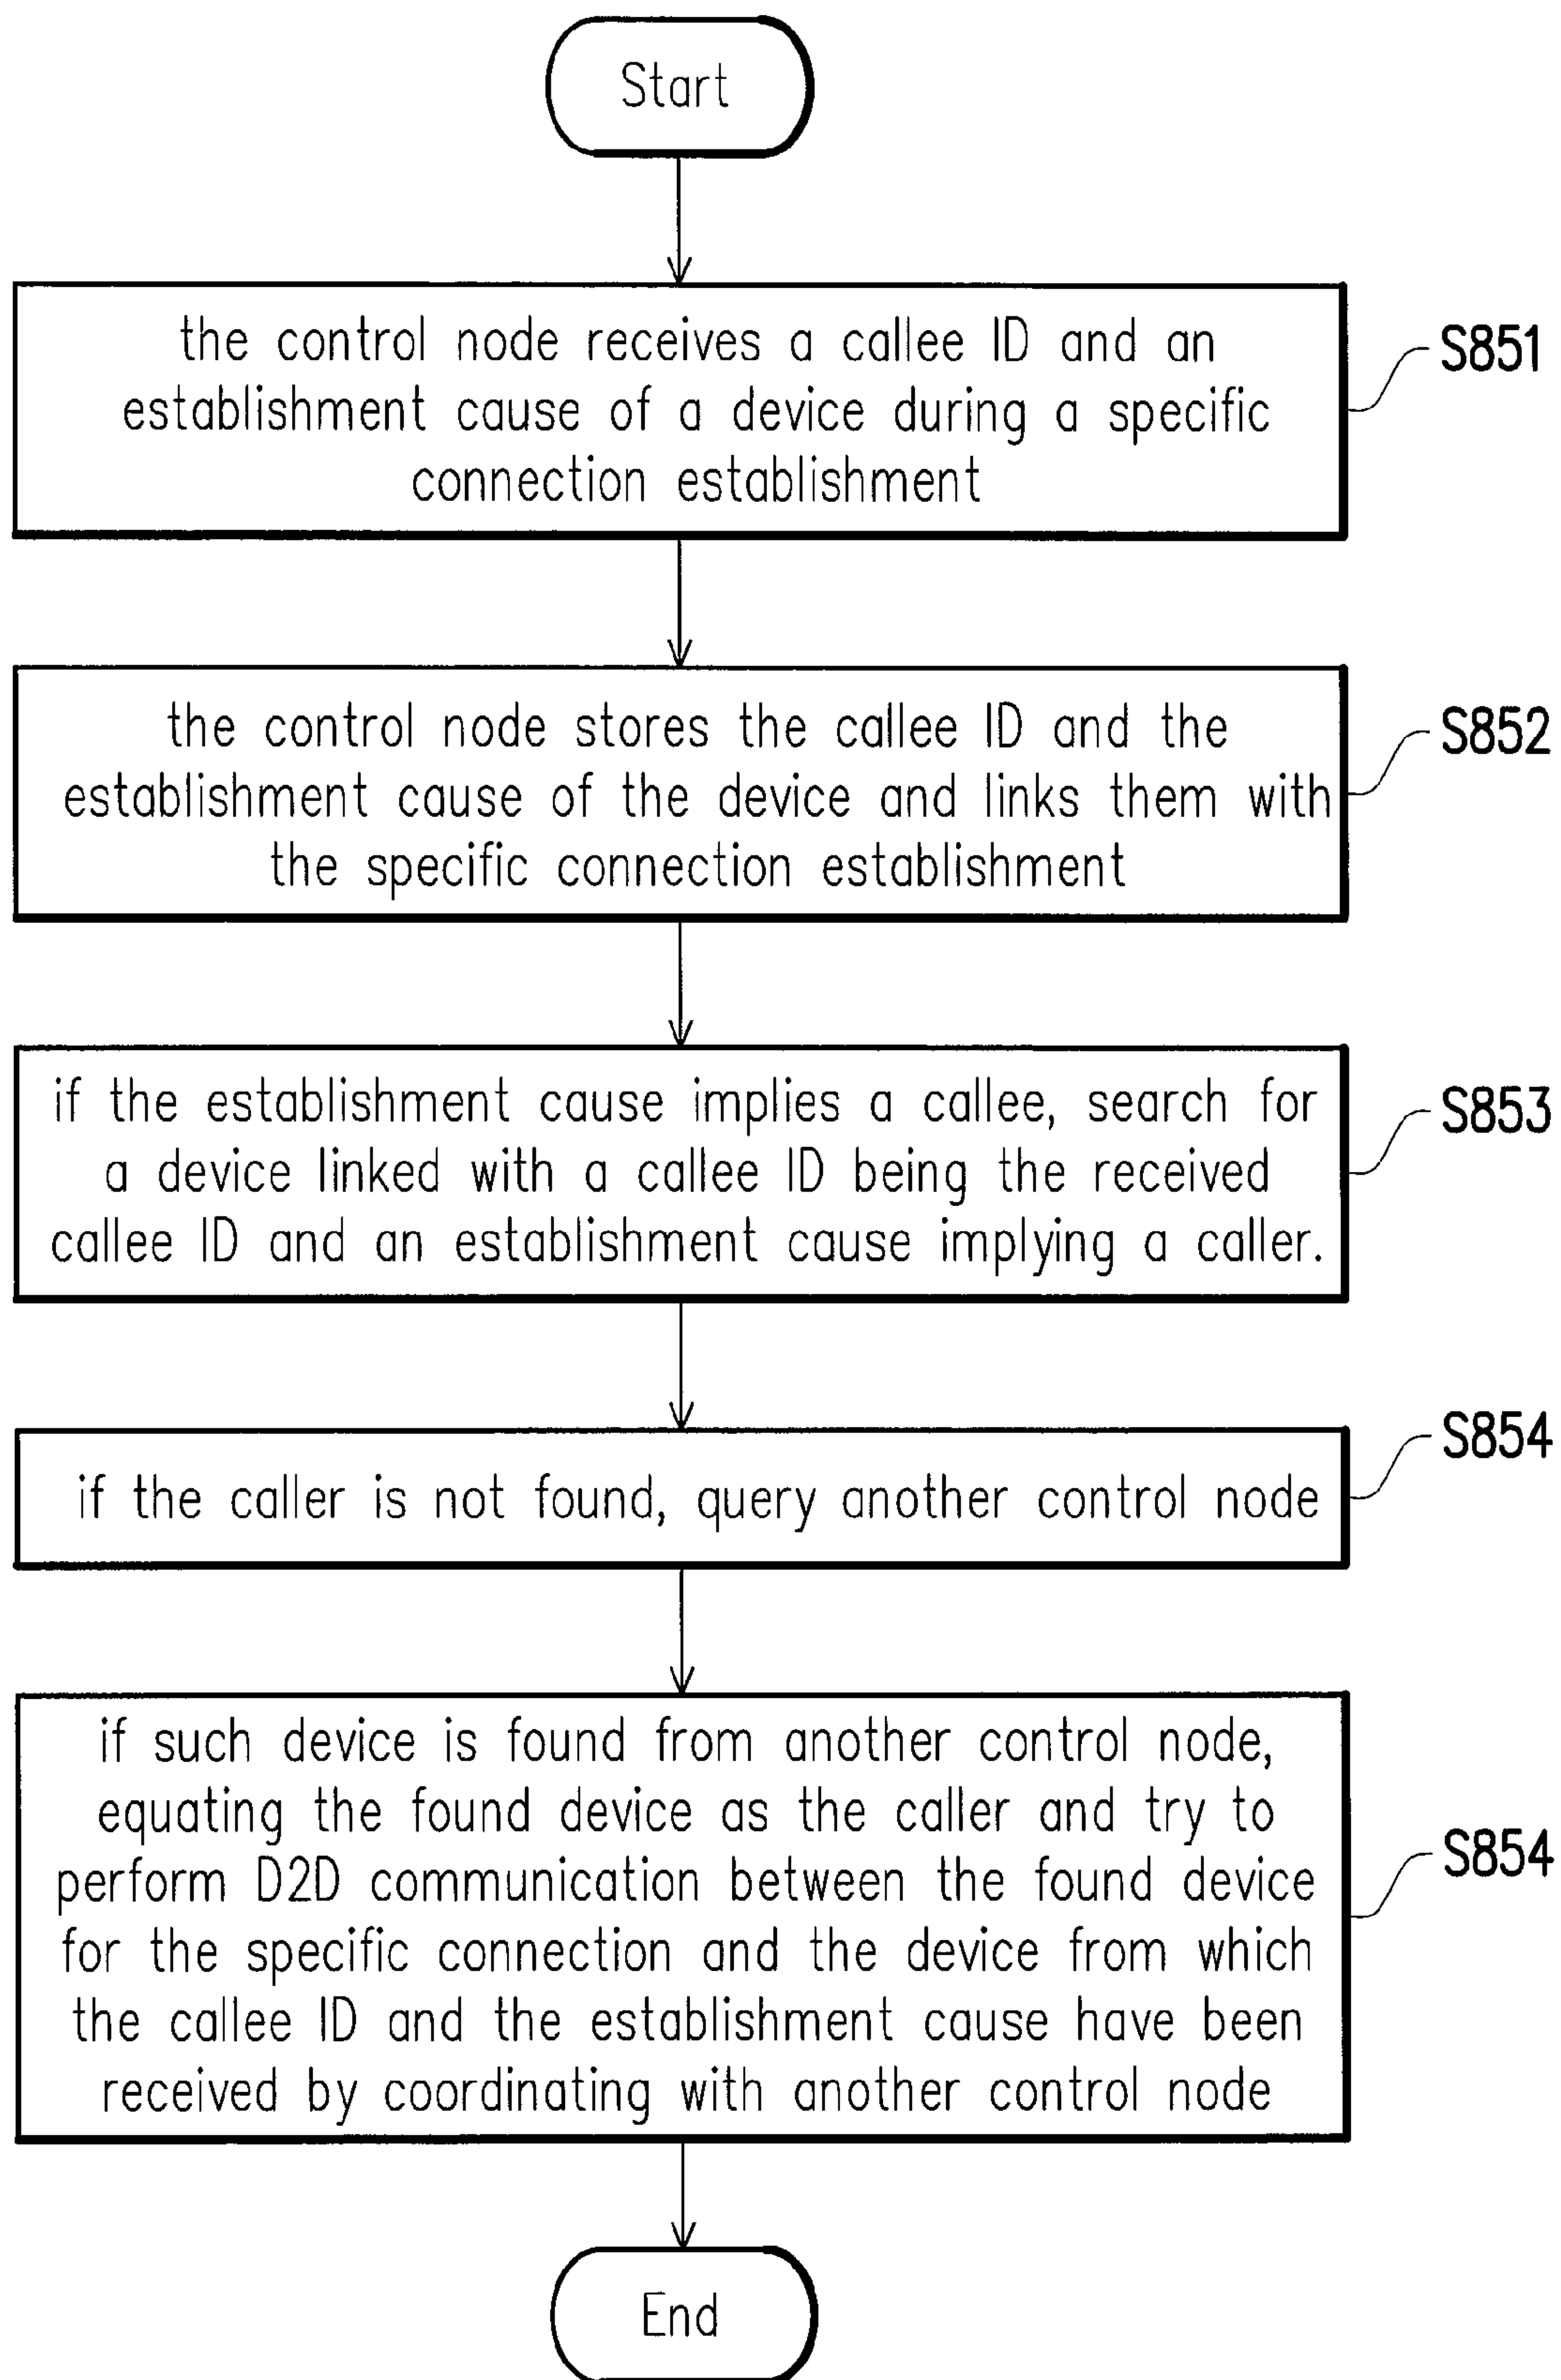 Start
the control node receives a callee ID and an
establishment cause of a device during a specific
connection establishment
S851
the control node stores the callee ID and the
establishment cause of the device and links them with
the specific connection establishment
S852
if the establishment cause implies a callee, search for
a device linked with a callee ID being the received
callee ID and an establishment cause implying a caller.
S853
if the caller is not found, query another control node
S854
if such device is found from another control node,
equating the found device as the caller and try to
perform D2D communication between the found device
for the specific connection and the device from which
the callee ID and the establishment cause have been
received by coordinating with another control node
S854
End